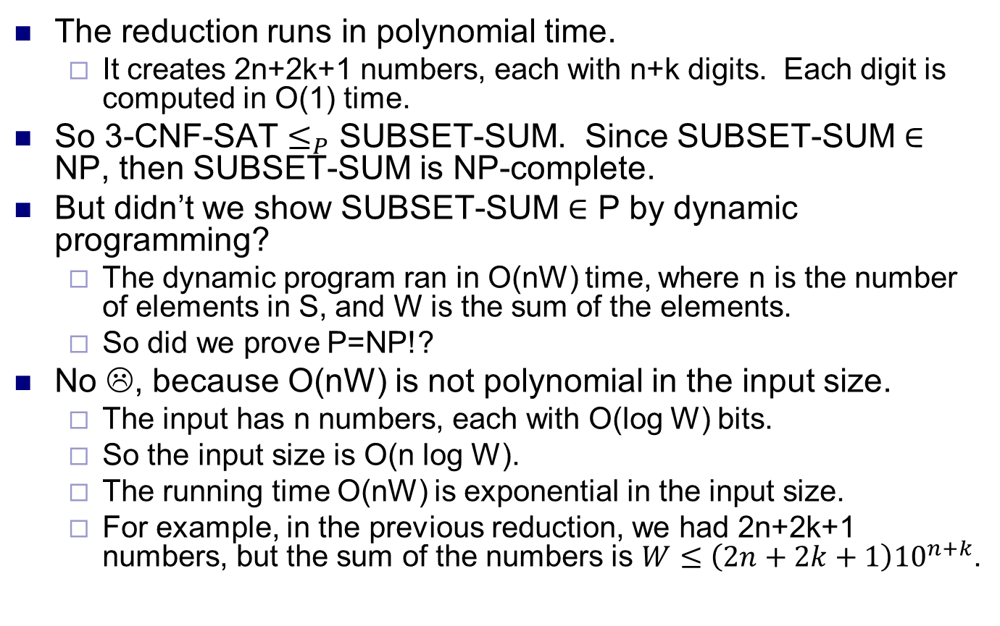 ■ The reduction runs in polynomial time.
□ It creates 2n+2k+1 numbers, each with n+k digits.  Each digit is
computed in O(1) time.
■ So 3-CNF-SAT ≤_P SUBSET-SUM.  Since SUBSET-SUM ∈
NP, then SUBSET-SUM is NP-complete.
■ But didn’t we show SUBSET-SUM ∈ P by dynamic
programming?
□ The dynamic program ran in O(nW) time, where n is the number
of elements in S, and W is the sum of the elements.
□ So did we prove P=NP!?
■ No ☹, because O(nW) is not polynomial in the input size.
□ The input has n numbers, each with O(log W) bits.
□ So the input size is O(n log W).
□ The running time O(nW) is exponential in the input size.
□ For example, in the previous reduction, we had 2n+2k+1
numbers, but the sum of the numbers is W ≤ (2n + 2k + 1)10^{n+k}.